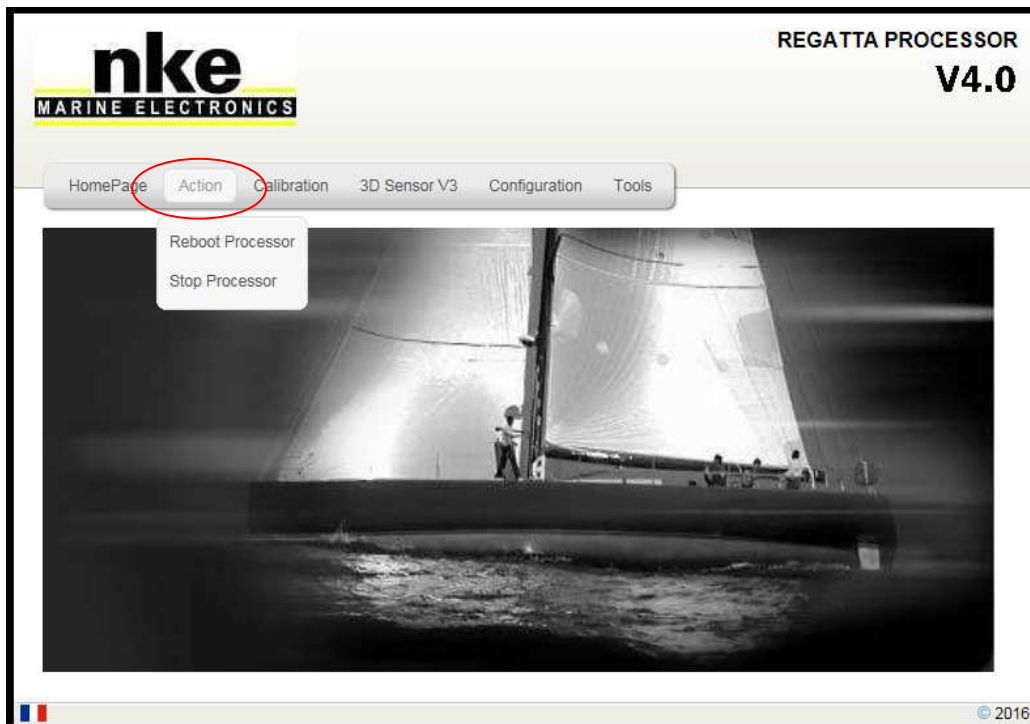 nke
MARINE ELECTRONICS
REGATTA PROCESSOR
V4.0
HomePage Action Calibration 3D Sensor V3 Configuration Tools
Reboot Processor
Stop Processor
© 2016